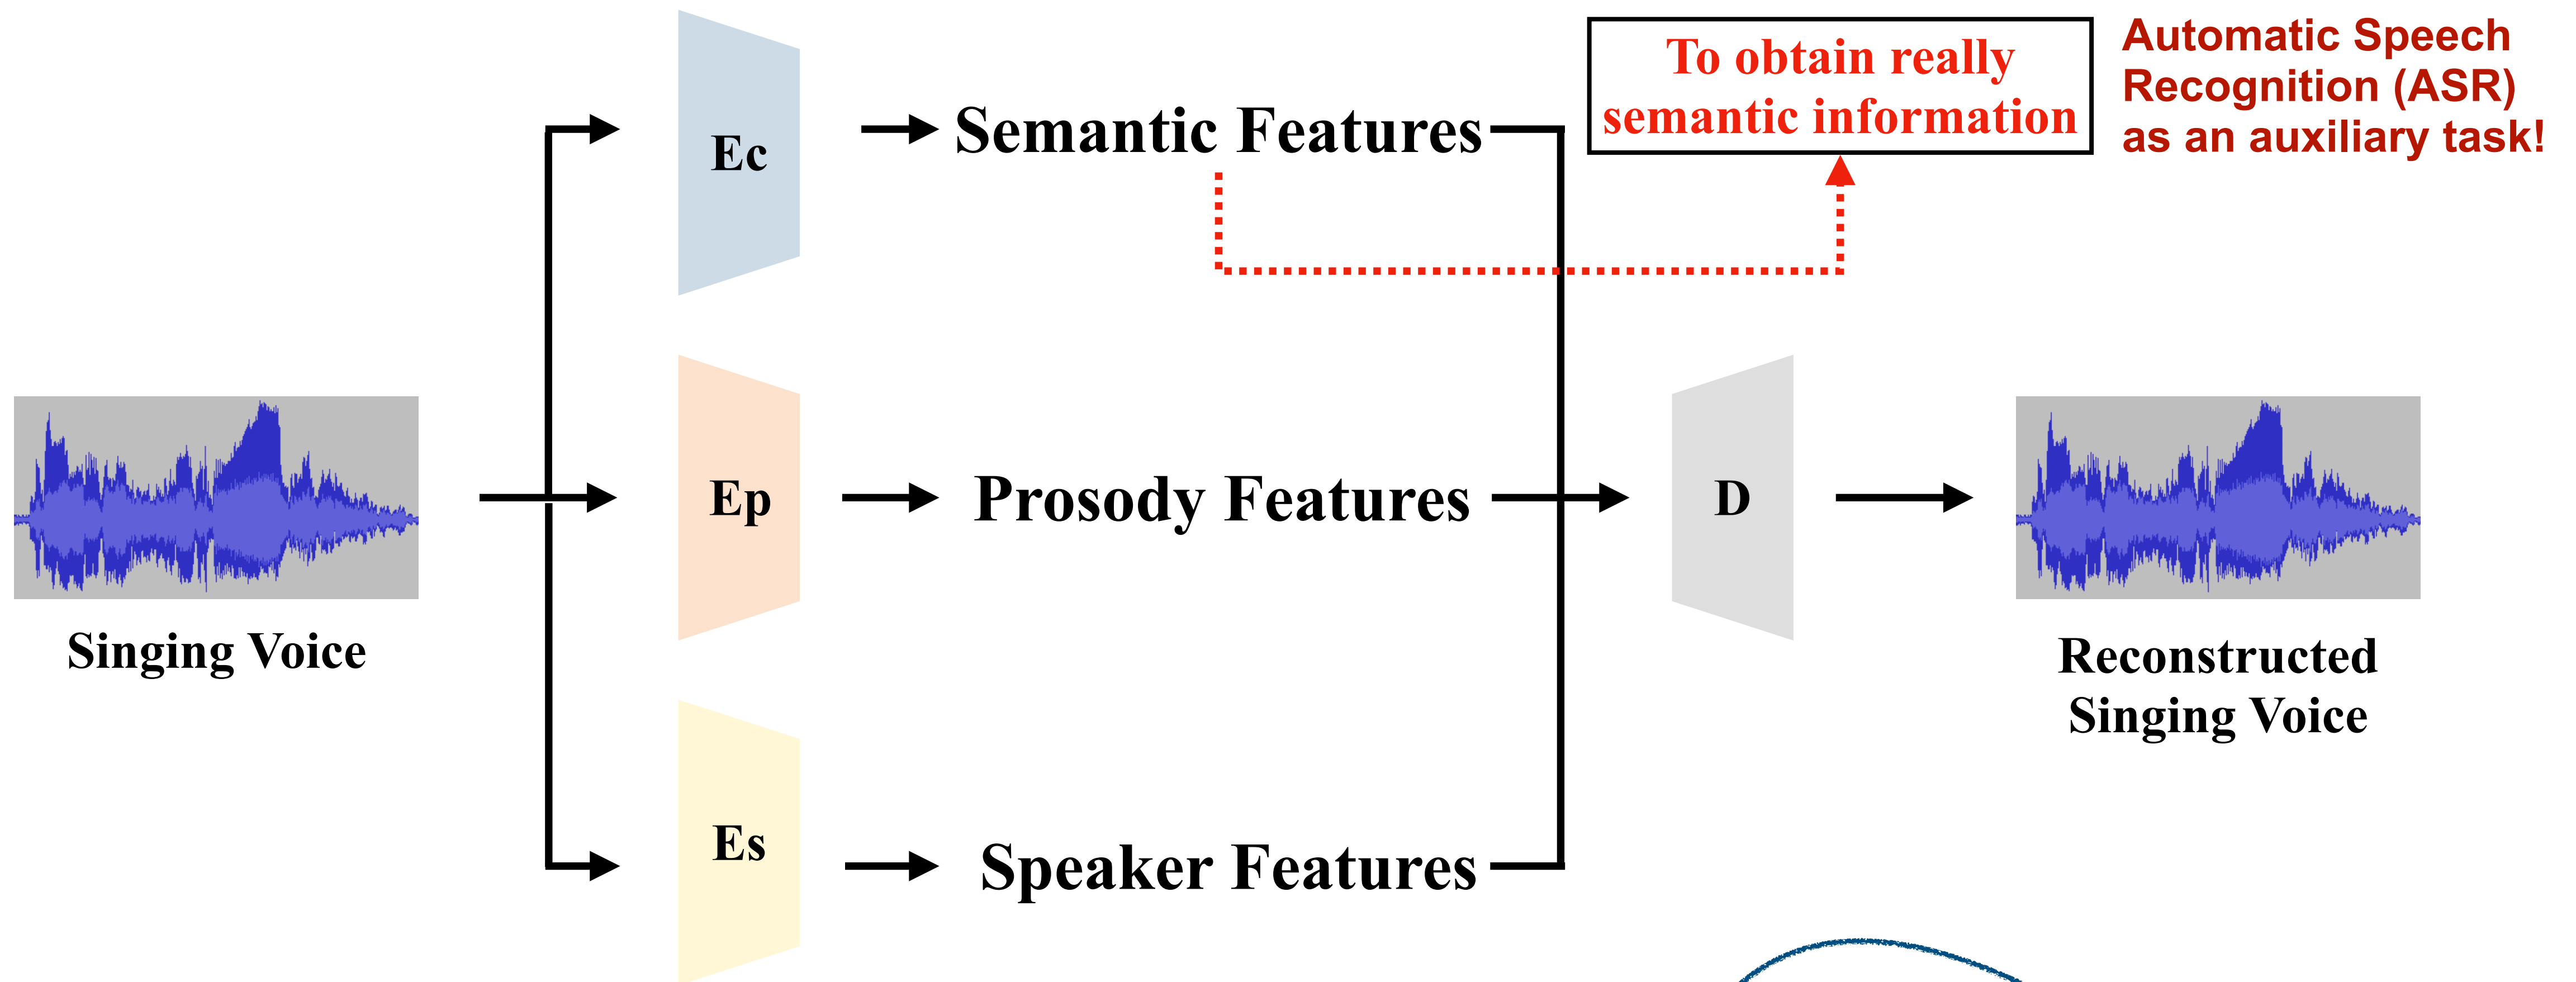 To obtain really
semantic information
Automatic Speech
Recognition (ASR)
as an auxiliary task!
Ec
Semantic Features
Ep
Prosody Features
D
Singing Voice
Reconstructed
Singing Voice
Es
Speaker Features